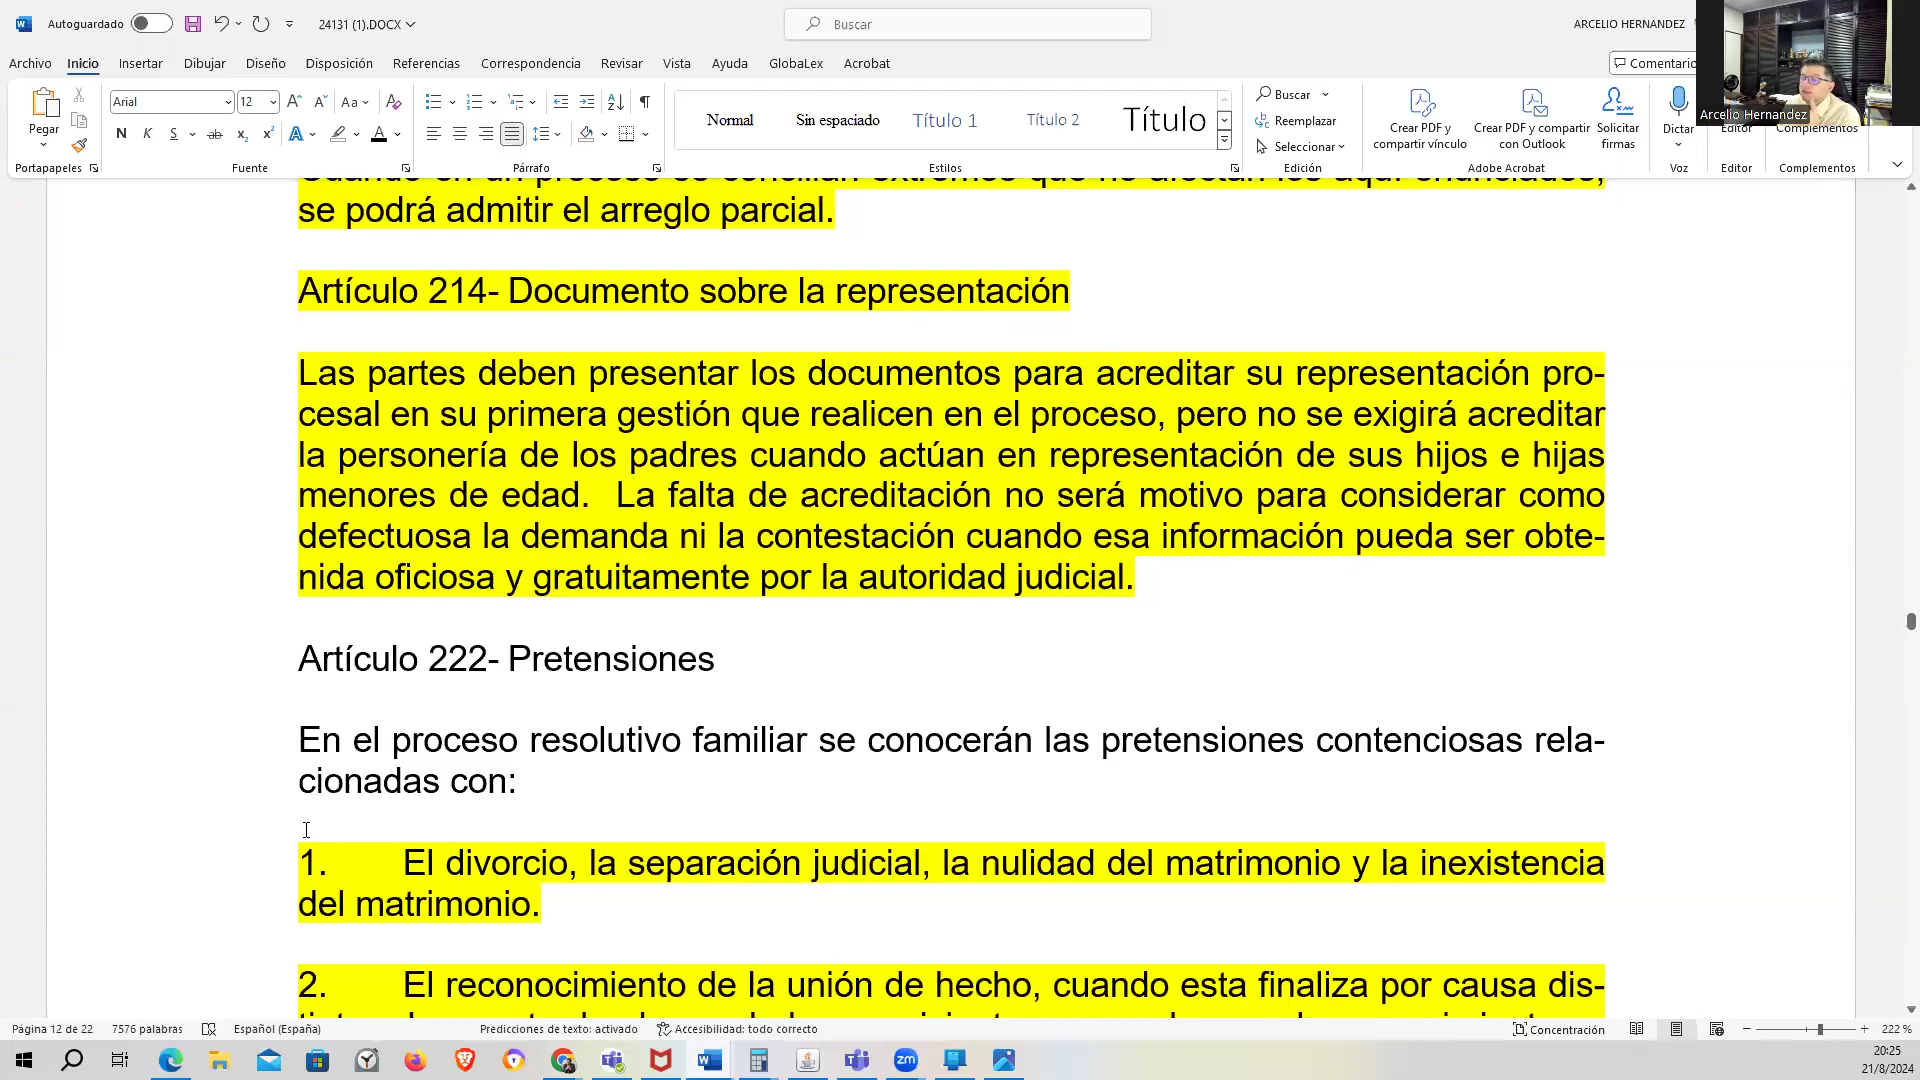 Autoguardado
24131 (1).DOCX
Buscar
ARCELIO HERNANDEZ
Archivo Inicio Insertar Dibujar Diseño Disposición Referencias Correspondencia Revisar Vista Ayuda GlobaLex Acrobat
Comentario
Pegar
Arial 12
Aa
N K S ab x₂ x² A A
Normal
Sin espaciado
Título 1
Título 2
Título
Buscar
Reemplazar
Seleccionar
Crear PDF y compartir vínculo
Crear PDF y compartir con Outlook
Solicitar firmas
Dictar
Editor
Complementos
Arcelio Hernandez
Portapapeles Fuente Párrafo Estilos Edición Adobe Acrobat Voz Editor Complementos
se podrá admitir el arreglo parcial.
Artículo 214- Documento sobre la representación
Las partes deben presentar los documentos para acreditar su representación pro-
cesal en su primera gestión que realicen en el proceso, pero no se exigirá acreditar
la personería de los padres cuando actúan en representación de sus hijos e hijas
menores de edad. La falta de acreditación no será motivo para considerar como
defectuosa la demanda ni la contestación cuando esa información pueda ser obte-
nida oficiosa y gratuitamente por la autoridad judicial.
Artículo 222- Pretensiones
En el proceso resolutivo familiar se conocerán las pretensiones contenciosas rela-
cionadas con:
1. El divorcio, la separación judicial, la nulidad del matrimonio y la inexistencia
del matrimonio.
2. El reconocimiento de la unión de hecho, cuando esta finaliza por causa dis-
Página 12 de 22 7576 palabras Español (España) Predicciones de texto: activado Accesibilidad: todo correcto Concentración 222 %
zm
20:25
21/8/2024